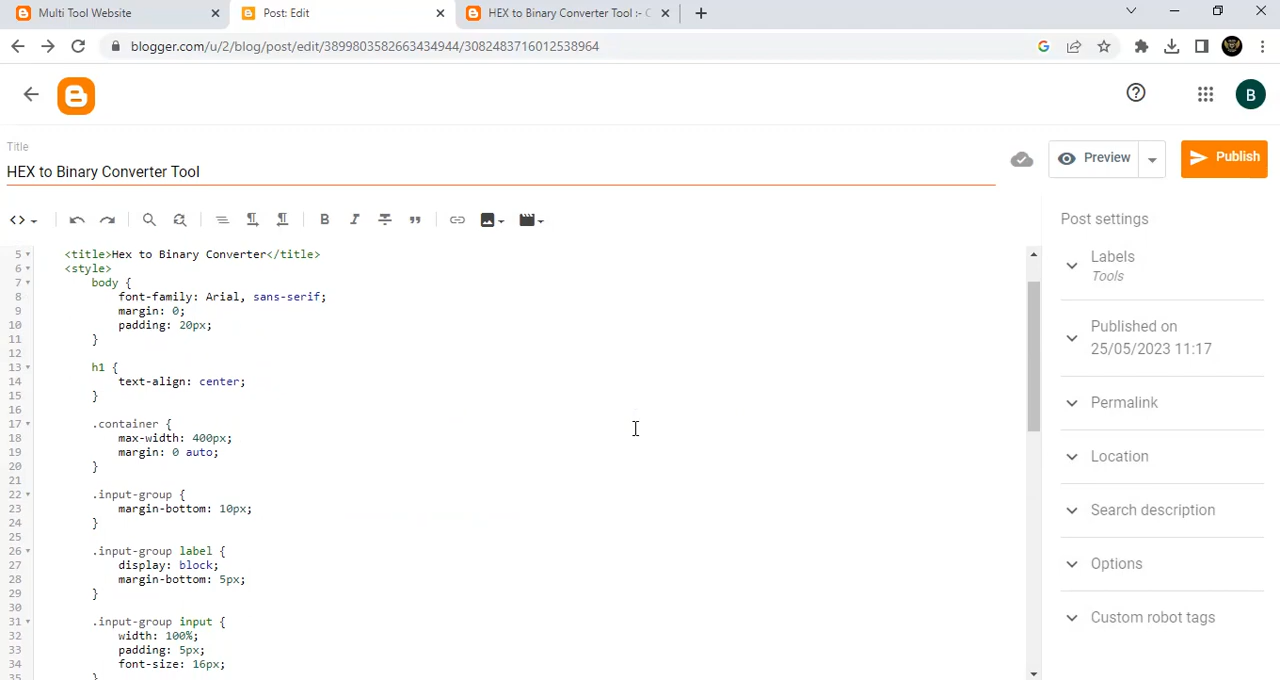 Multi Tool Website
Post: Edit
HEX to Binary Converter Tool :- C
blogger.com/u/2/blog/post/edit/3899803582663434944/3082483716012538964
B
Title
HEX to Binary Converter Tool
Preview
Publish
Post settings
5 <title>Hex to Binary Converter</title>
6 <style>
7 body {
8 font-family: Arial, sans-serif;
9 margin: 0;
10 padding: 20px;
11 }
12
13 h1 {
14 text-align: center;
15 }
16
17 .container {
18 max-width: 400px;
19 margin: 0 auto;
20 }
21
22 .input-group {
23 margin-bottom: 10px;
24 }
25
26 .input-group label {
27 display: block;
28 margin-bottom: 5px;
29 }
30
31 .input-group input {
32 width: 100%;
33 padding: 5px;
34 font-size: 16px;
35 }
Labels
Tools
Published on
25/05/2023 11:17
Permalink
Location
Search description
Options
Custom robot tags